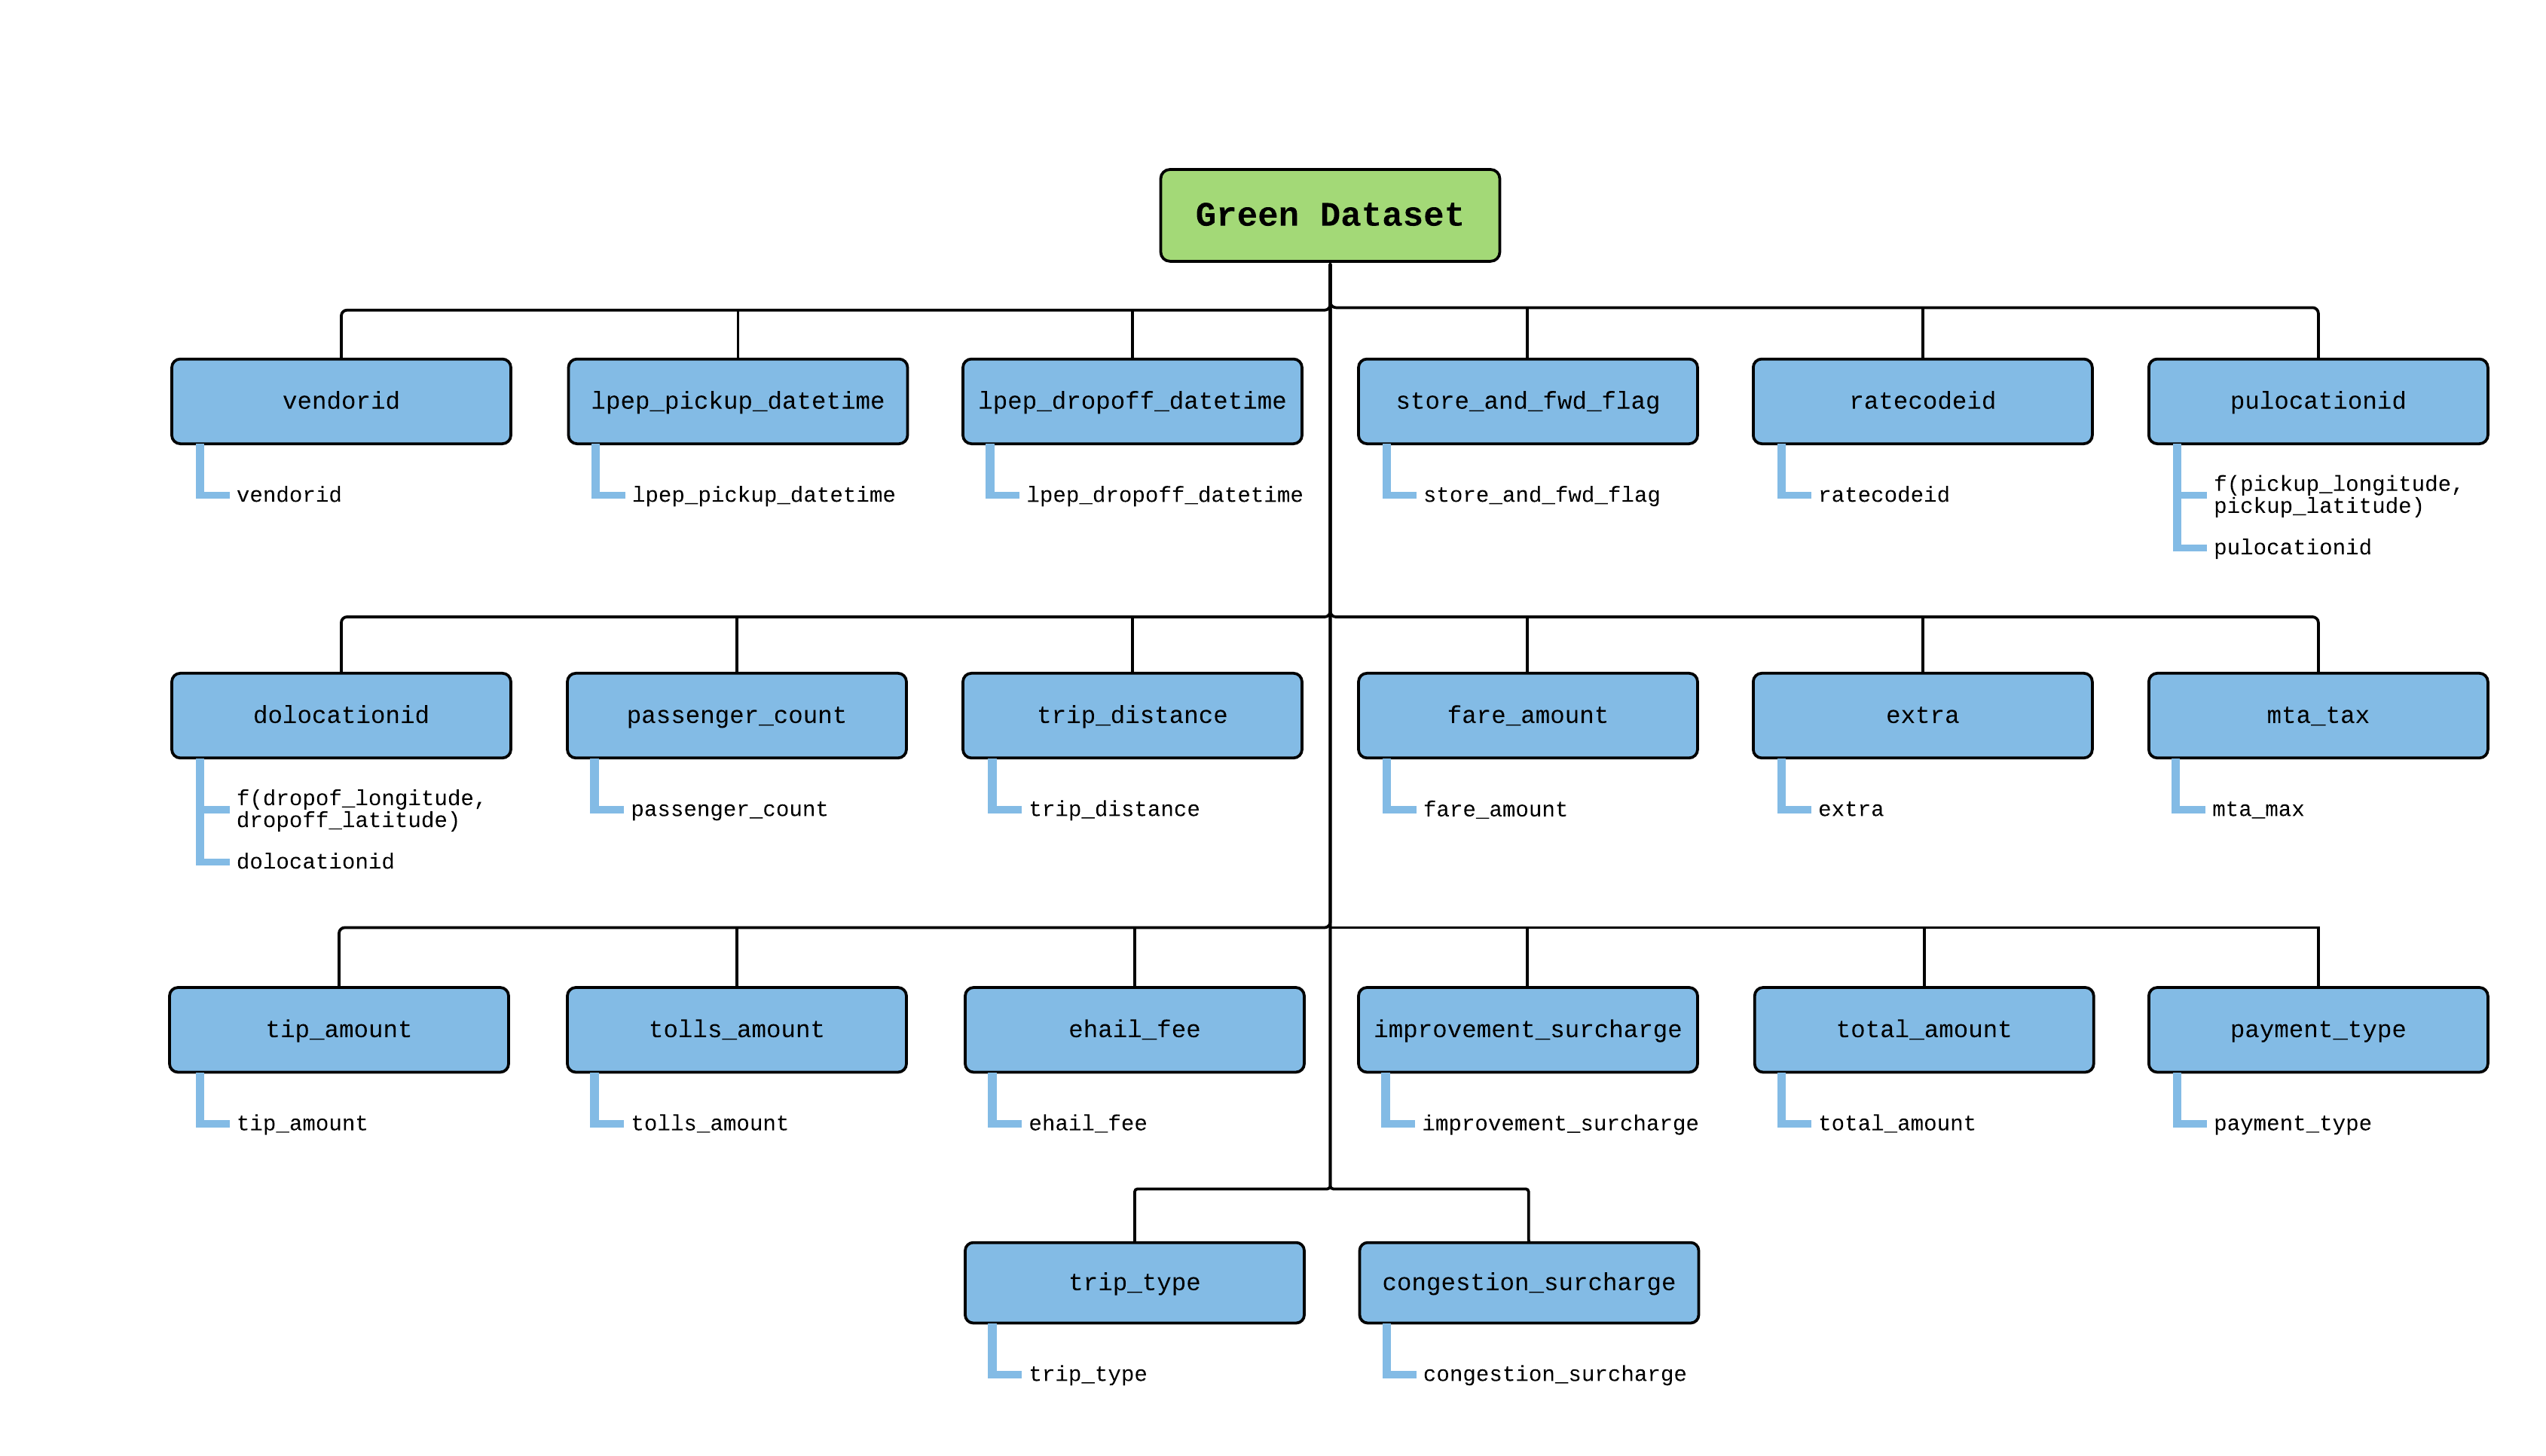 Green Dataset
vendorid
lpep_pickup_datetime
lpep_dropoff_datetime
store_and_fwd_flag
ratecodeid
pulocationid
vendorid
lpep_pickup_datetime
lpep_dropoff_datetime
store_and_fwd_flag
ratecodeid
f(pickup_longitude,
pickup_latitude)
pulocationid
dolocationid
passenger_count
trip_distance
fare_amount
extra
mta_tax
f(dropof_longitude,
dropoff_latitude)
dolocationid
passenger_count
trip_distance
fare_amount
extra
mta_max
tip_amount
tolls_amount
ehail_fee
improvement_surcharge
total_amount
payment_type
tip_amount
tolls_amount
ehail_fee
improvement_surcharge
total_amount
payment_type
trip_type
congestion_surcharge
trip_type
congestion_surcharge